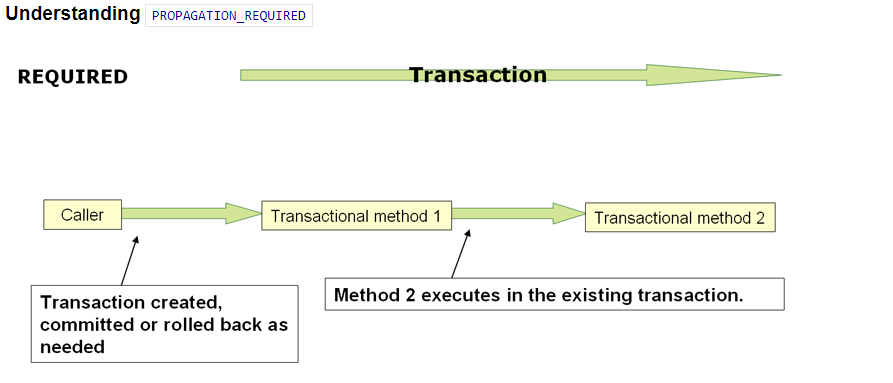 Understanding PROPAGATION_REQUIRED
REQUIRED
Transaction
Caller
Transactional method 1
Transactional method 2
Transaction created,
committed or rolled back as
needed
Method 2 executes in the existing transaction.